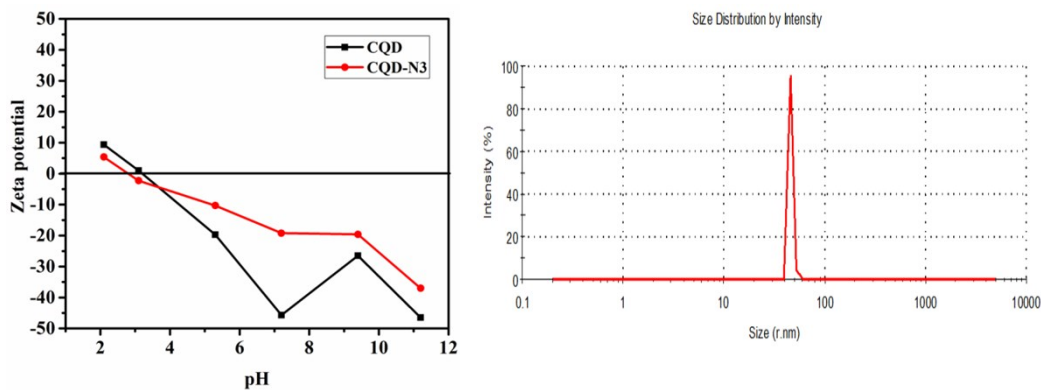 50
40
30
20
10
0
-10
-20
-30
-40
-50
Zeta potential
CQD
CQD-N3
2 4 6 8 10 12
pH
Size Distribution by Intensity
100
80
60
40
20
0
Intensity (%)
0.1 1 10 100 1000 10000
Size (r.nm)